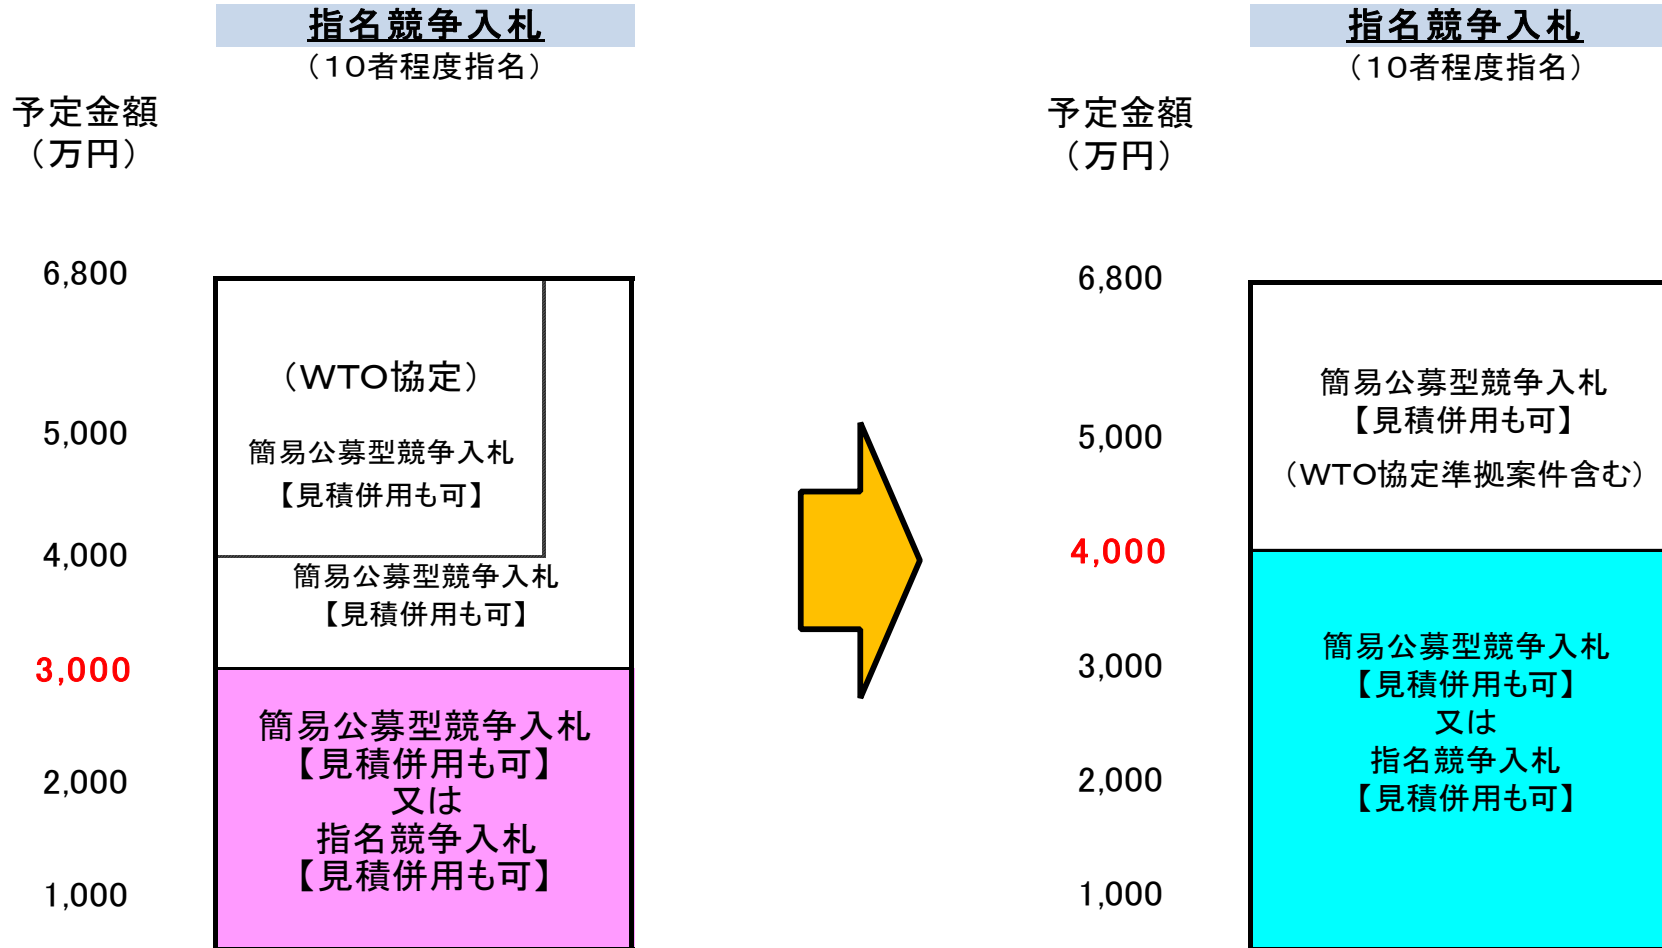 指名競争入札
（１０者程度指名）
予定金額
（万円）
6,800
（ＷＴＯ協定）
5,000
簡易公募型競争入札
【見積併用も可】
4,000
簡易公募型競争入札
【見積併用も可】
3,000
簡易公募型競争入札
【見積併用も可】
又は
指名競争入札
【見積併用も可】
2,000
1,000
指名競争入札
（１０者程度指名）
予定金額
（万円）
6,800
簡易公募型競争入札
【見積併用も可】
（ＷＴＯ協定準拠案件含む）
5,000
4,000
簡易公募型競争入札
【見積併用も可】
又は
指名競争入札
【見積併用も可】
3,000
2,000
1,000